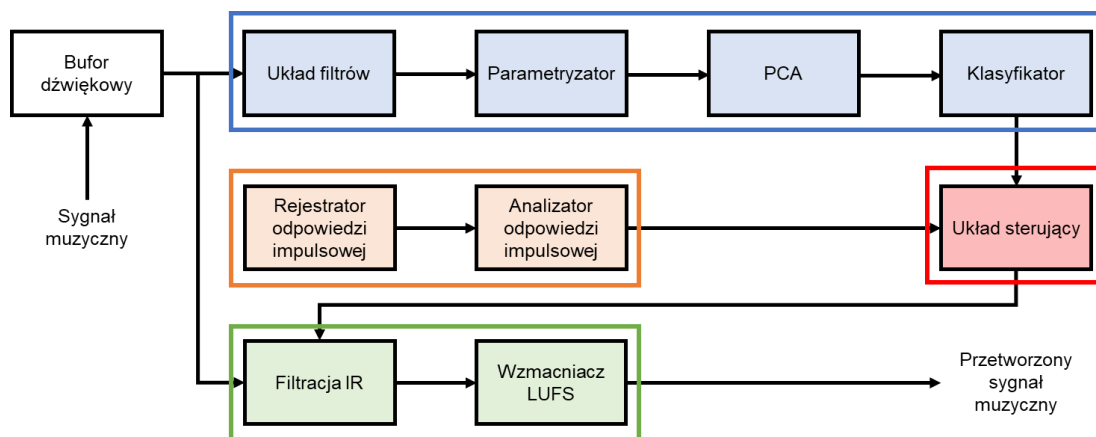 Bufor
dźwiękowy
Układ filtrów
Parametryzator
PCA
Klasyfikator
Sygnał
muzyczny
Rejestrator
odpowiedzi
impulsowej
Analizator
odpowiedzi
impulsowej
Układ sterujący
Filtracja IR
Wzmacniacz
LUFS
Przetworzony
sygnał
muzyczny